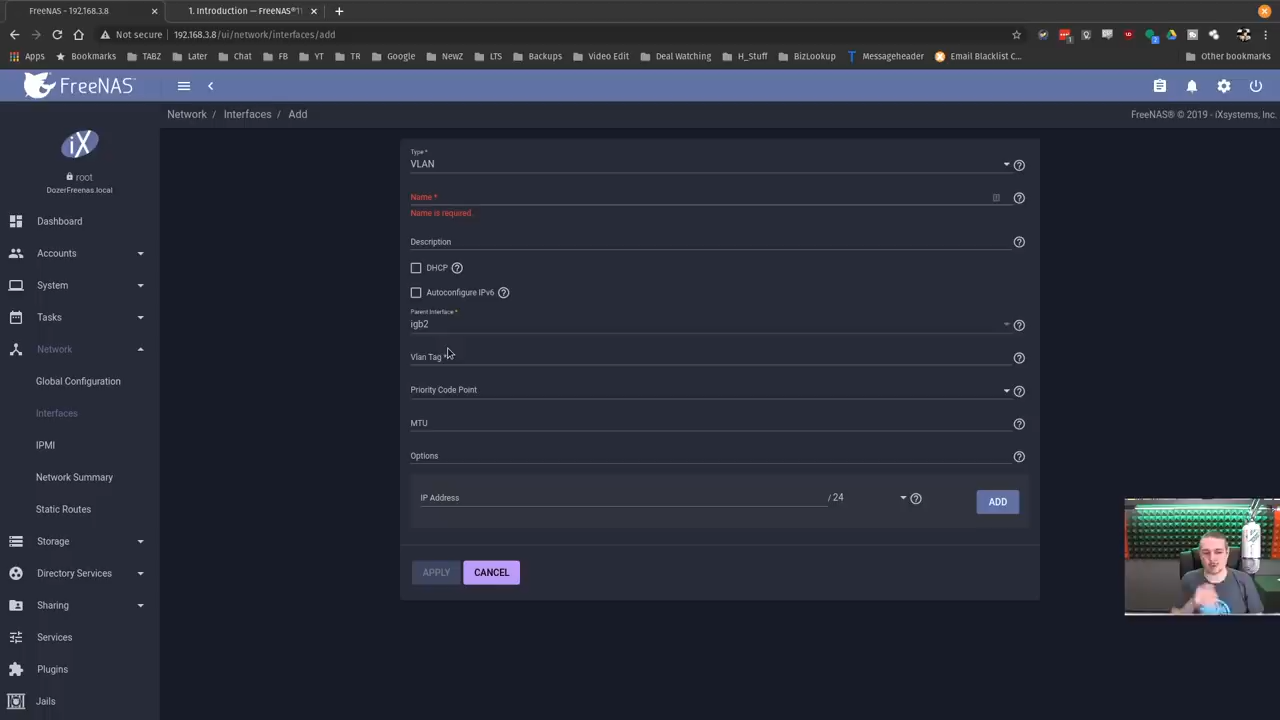 FreeNAS - 192.168.3.8
1. Introduction — FreeNAS®1
Not secure
192.168.3.8/ui/network/interfaces/add
Apps
Bookmarks
TABZ
Later
Chat
FB
YT
TR
Google
NewZ
LTS
Backups
Video Edit
Deal Watching
H_Stuff
BizLookup
Messageheader
Email Blacklist C...
Other bookmarks
FreeNAS
Network / Interfaces / Add
FreeNAS® © 2019 - iXsystems, Inc.
iX
root
DozerFreenas.local
Dashboard
Accounts
System
Tasks
Network
Global Configuration
Interfaces
IPMI
Network Summary
Static Routes
Storage
Directory Services
Sharing
Services
Plugins
Jails
Type *
VLAN
Name *
Name is required.
Description
DHCP
Autoconfigure IPv6
Parent Interface *
igb2
Vlan Tag *
Priority Code Point
MTU
Options
IP Address
/ 24
ADD
APPLY
CANCEL